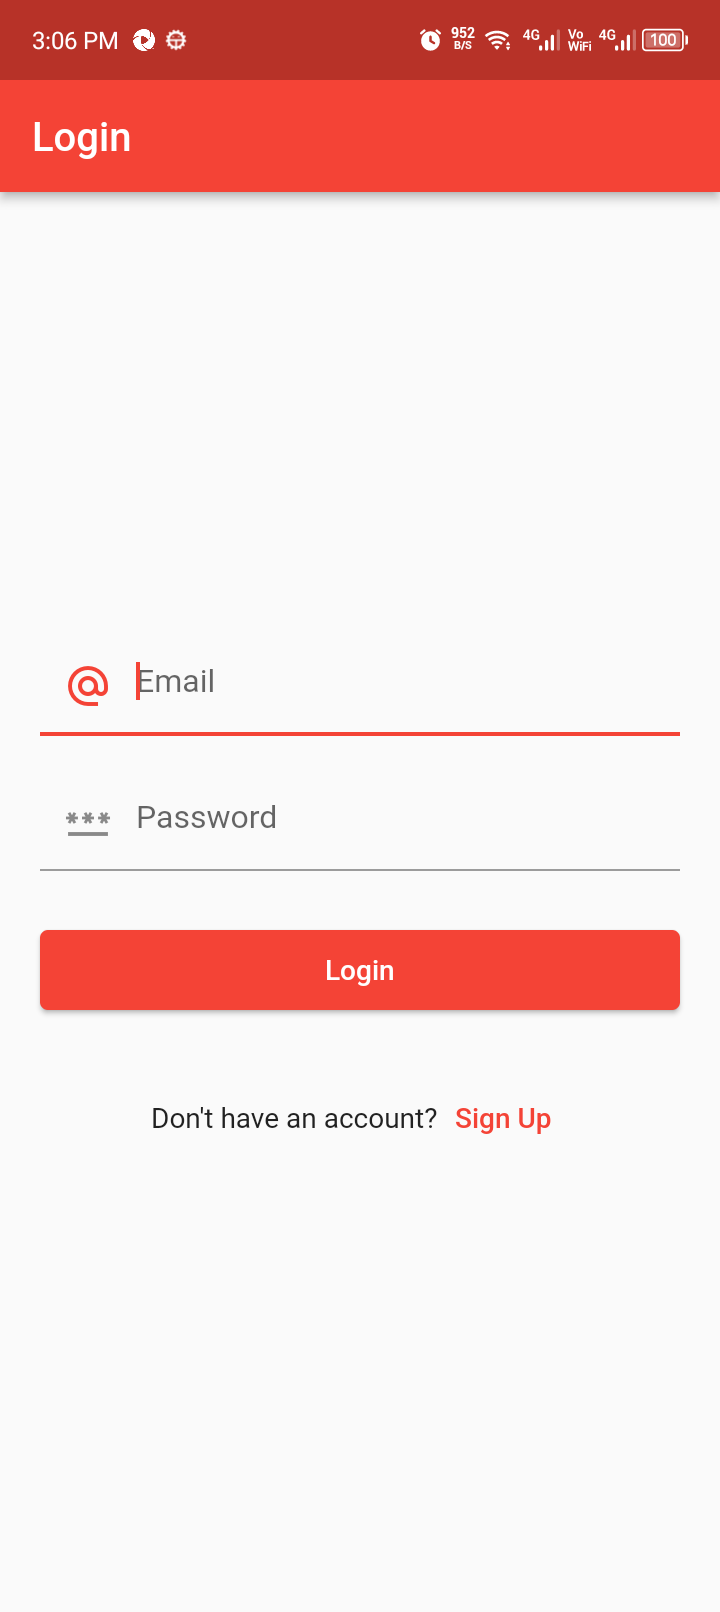 3:06 PM 952 B/S 4G Vo WiFi 4G 100
Login
Email
Password
Login
Don't have an account? Sign Up